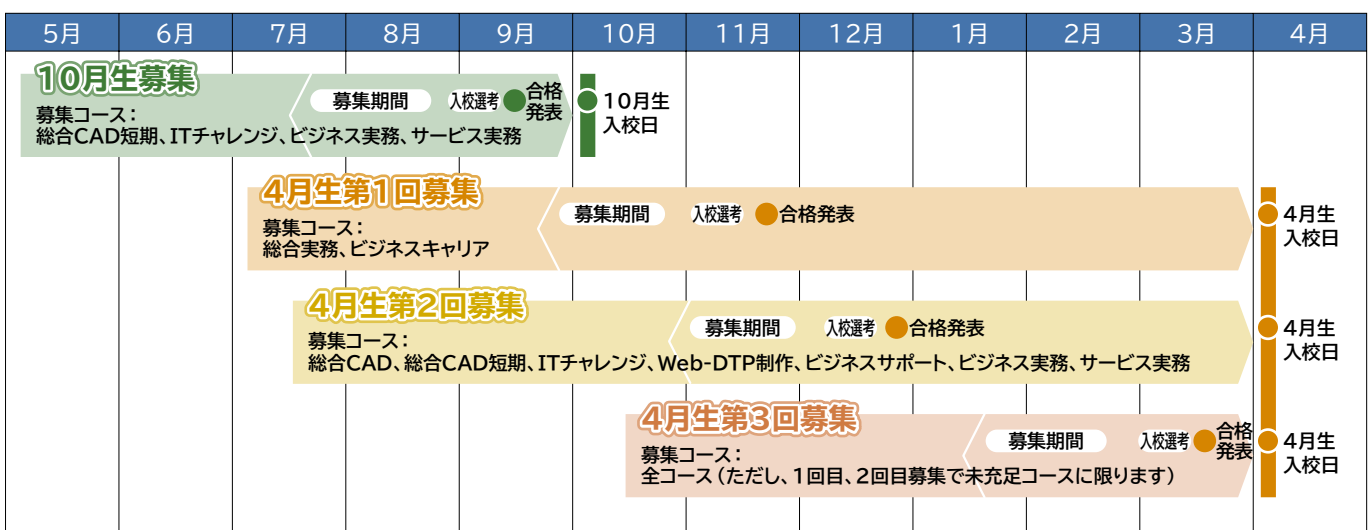 5月 6月 7月 8月 9月 10月 11月 12月 1月 2月 3月 4月
10月生募集
募集コース：
総合CAD短期、ITチャレンジ、ビジネス実務、サービス実務
募集期間 入校選考 合格
発表
10月生
入校日
4月生第1回募集
募集コース：
総合実務、ビジネスキャリア
募集期間 入校選考 合格発表
4月生
入校日
4月生第2回募集
募集コース：
総合CAD、総合CAD短期、ITチャレンジ、Web-DTP制作、ビジネスサポート、ビジネス実務、サービス実務
募集期間 入校選考 合格発表
4月生
入校日
4月生第3回募集
募集コース：
全コース（ただし、1回目、2回目募集で未充足コースに限ります）
募集期間 入校選考 合格
発表
4月生
入校日